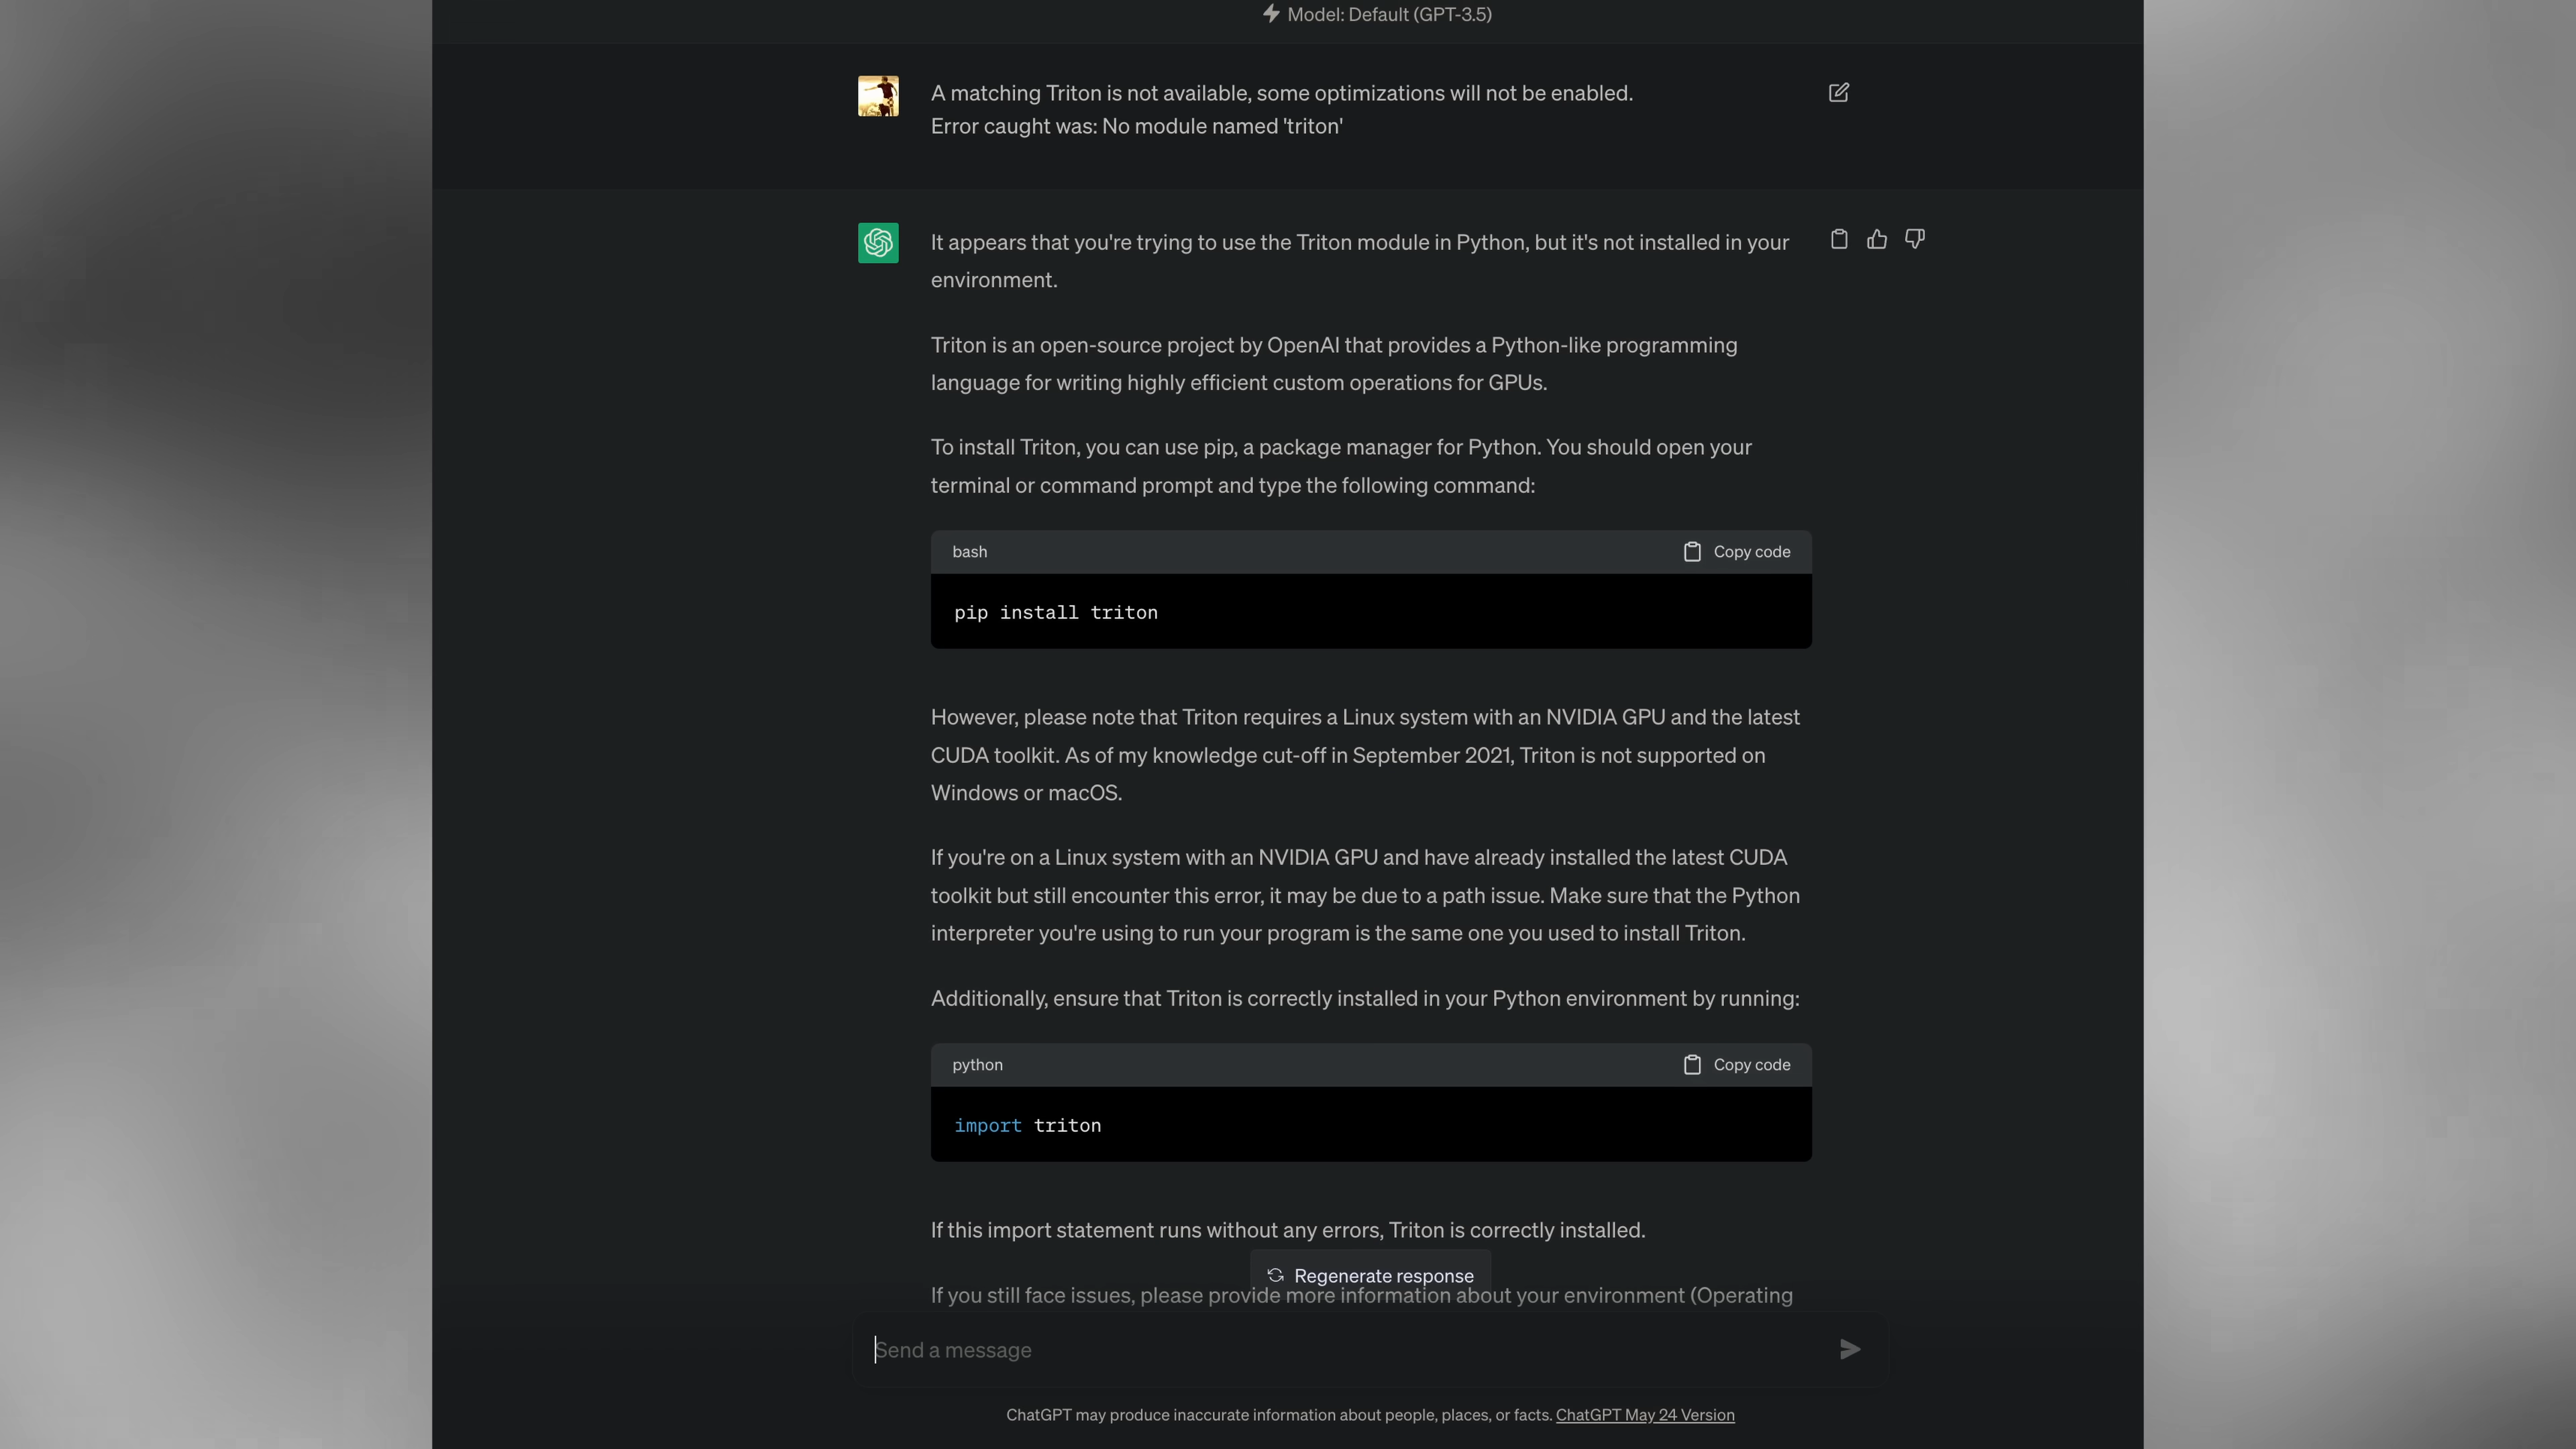 Model: Default (GPT-3.5)
A matching Triton is not available, some optimizations will not be enabled.
Error caught was: No module named 'triton'
It appears that you're trying to use the Triton module in Python, but it's not installed in your
environment.
Triton is an open-source project by OpenAI that provides a Python-like programming
language for writing highly efficient custom operations for GPUs.
To install Triton, you can use pip, a package manager for Python. You should open your
terminal or command prompt and type the following command:
bash Copy code
pip install triton
However, please note that Triton requires a Linux system with an NVIDIA GPU and the latest
CUDA toolkit. As of my knowledge cut-off in September 2021, Triton is not supported on
Windows or macOS.
If you're on a Linux system with an NVIDIA GPU and have already installed the latest CUDA
toolkit but still encounter this error, it may be due to a path issue. Make sure that the Python
interpreter you're using to run your program is the same one you used to install Triton.
Additionally, ensure that Triton is correctly installed in your Python environment by running:
python Copy code
import triton
If this import statement runs without any errors, Triton is correctly installed.
Regenerate response
If you still face issues, please provide more information about your environment (Operating
Send a message
ChatGPT may produce inaccurate information about people, places, or facts. ChatGPT May 24 Version